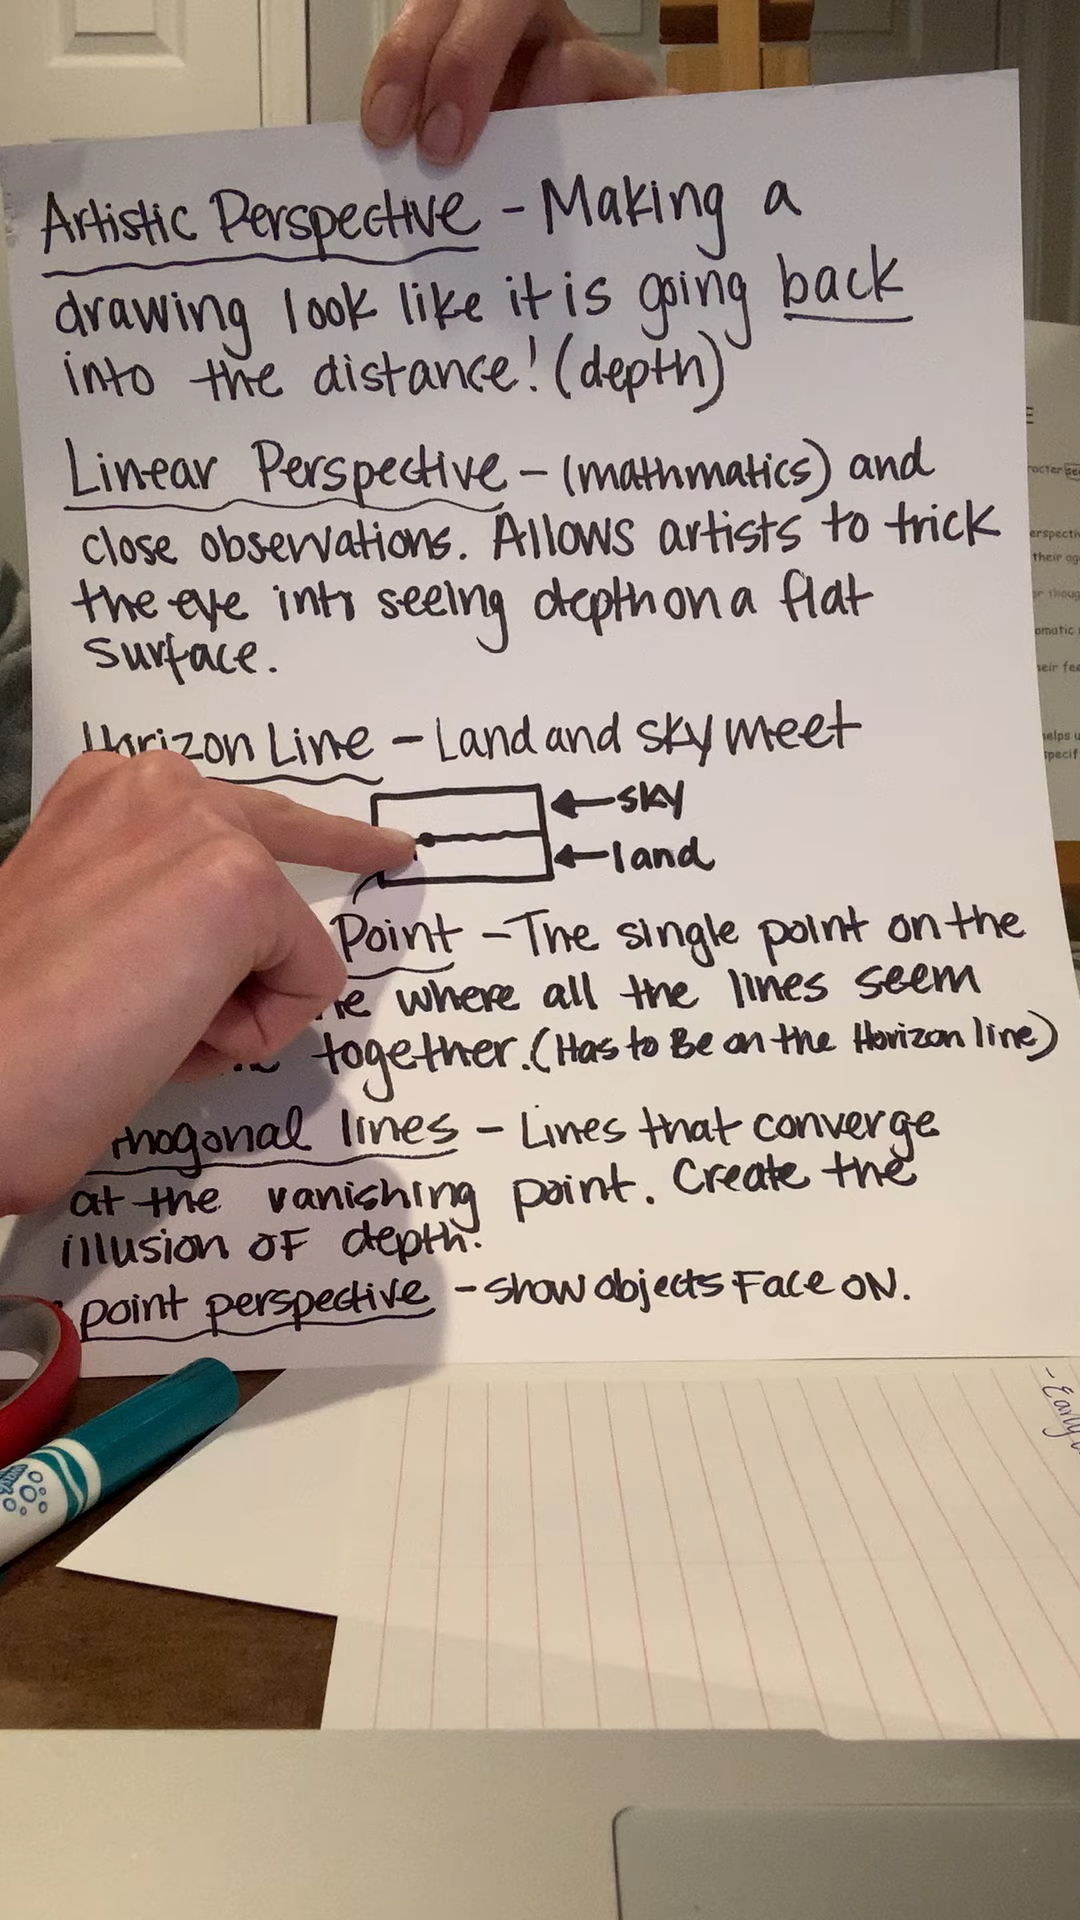 Artistic Perspective - Making a
drawing look like it is going back
into the distance! (depth)
Linear Perspective - (mathmatics) and
close observations. Allows artists to trick
the eye into seeing depth on a flat
surface.
Horizon Line - Land and sky meet
sky
land
Point - The single point on the
where all the lines seem
together. (Has to Be on the Horizon line)
lines - Lines that converge
at the vanishing point. Create the
illusion OF depth.
point perspective - show objects Face ON.
- Early